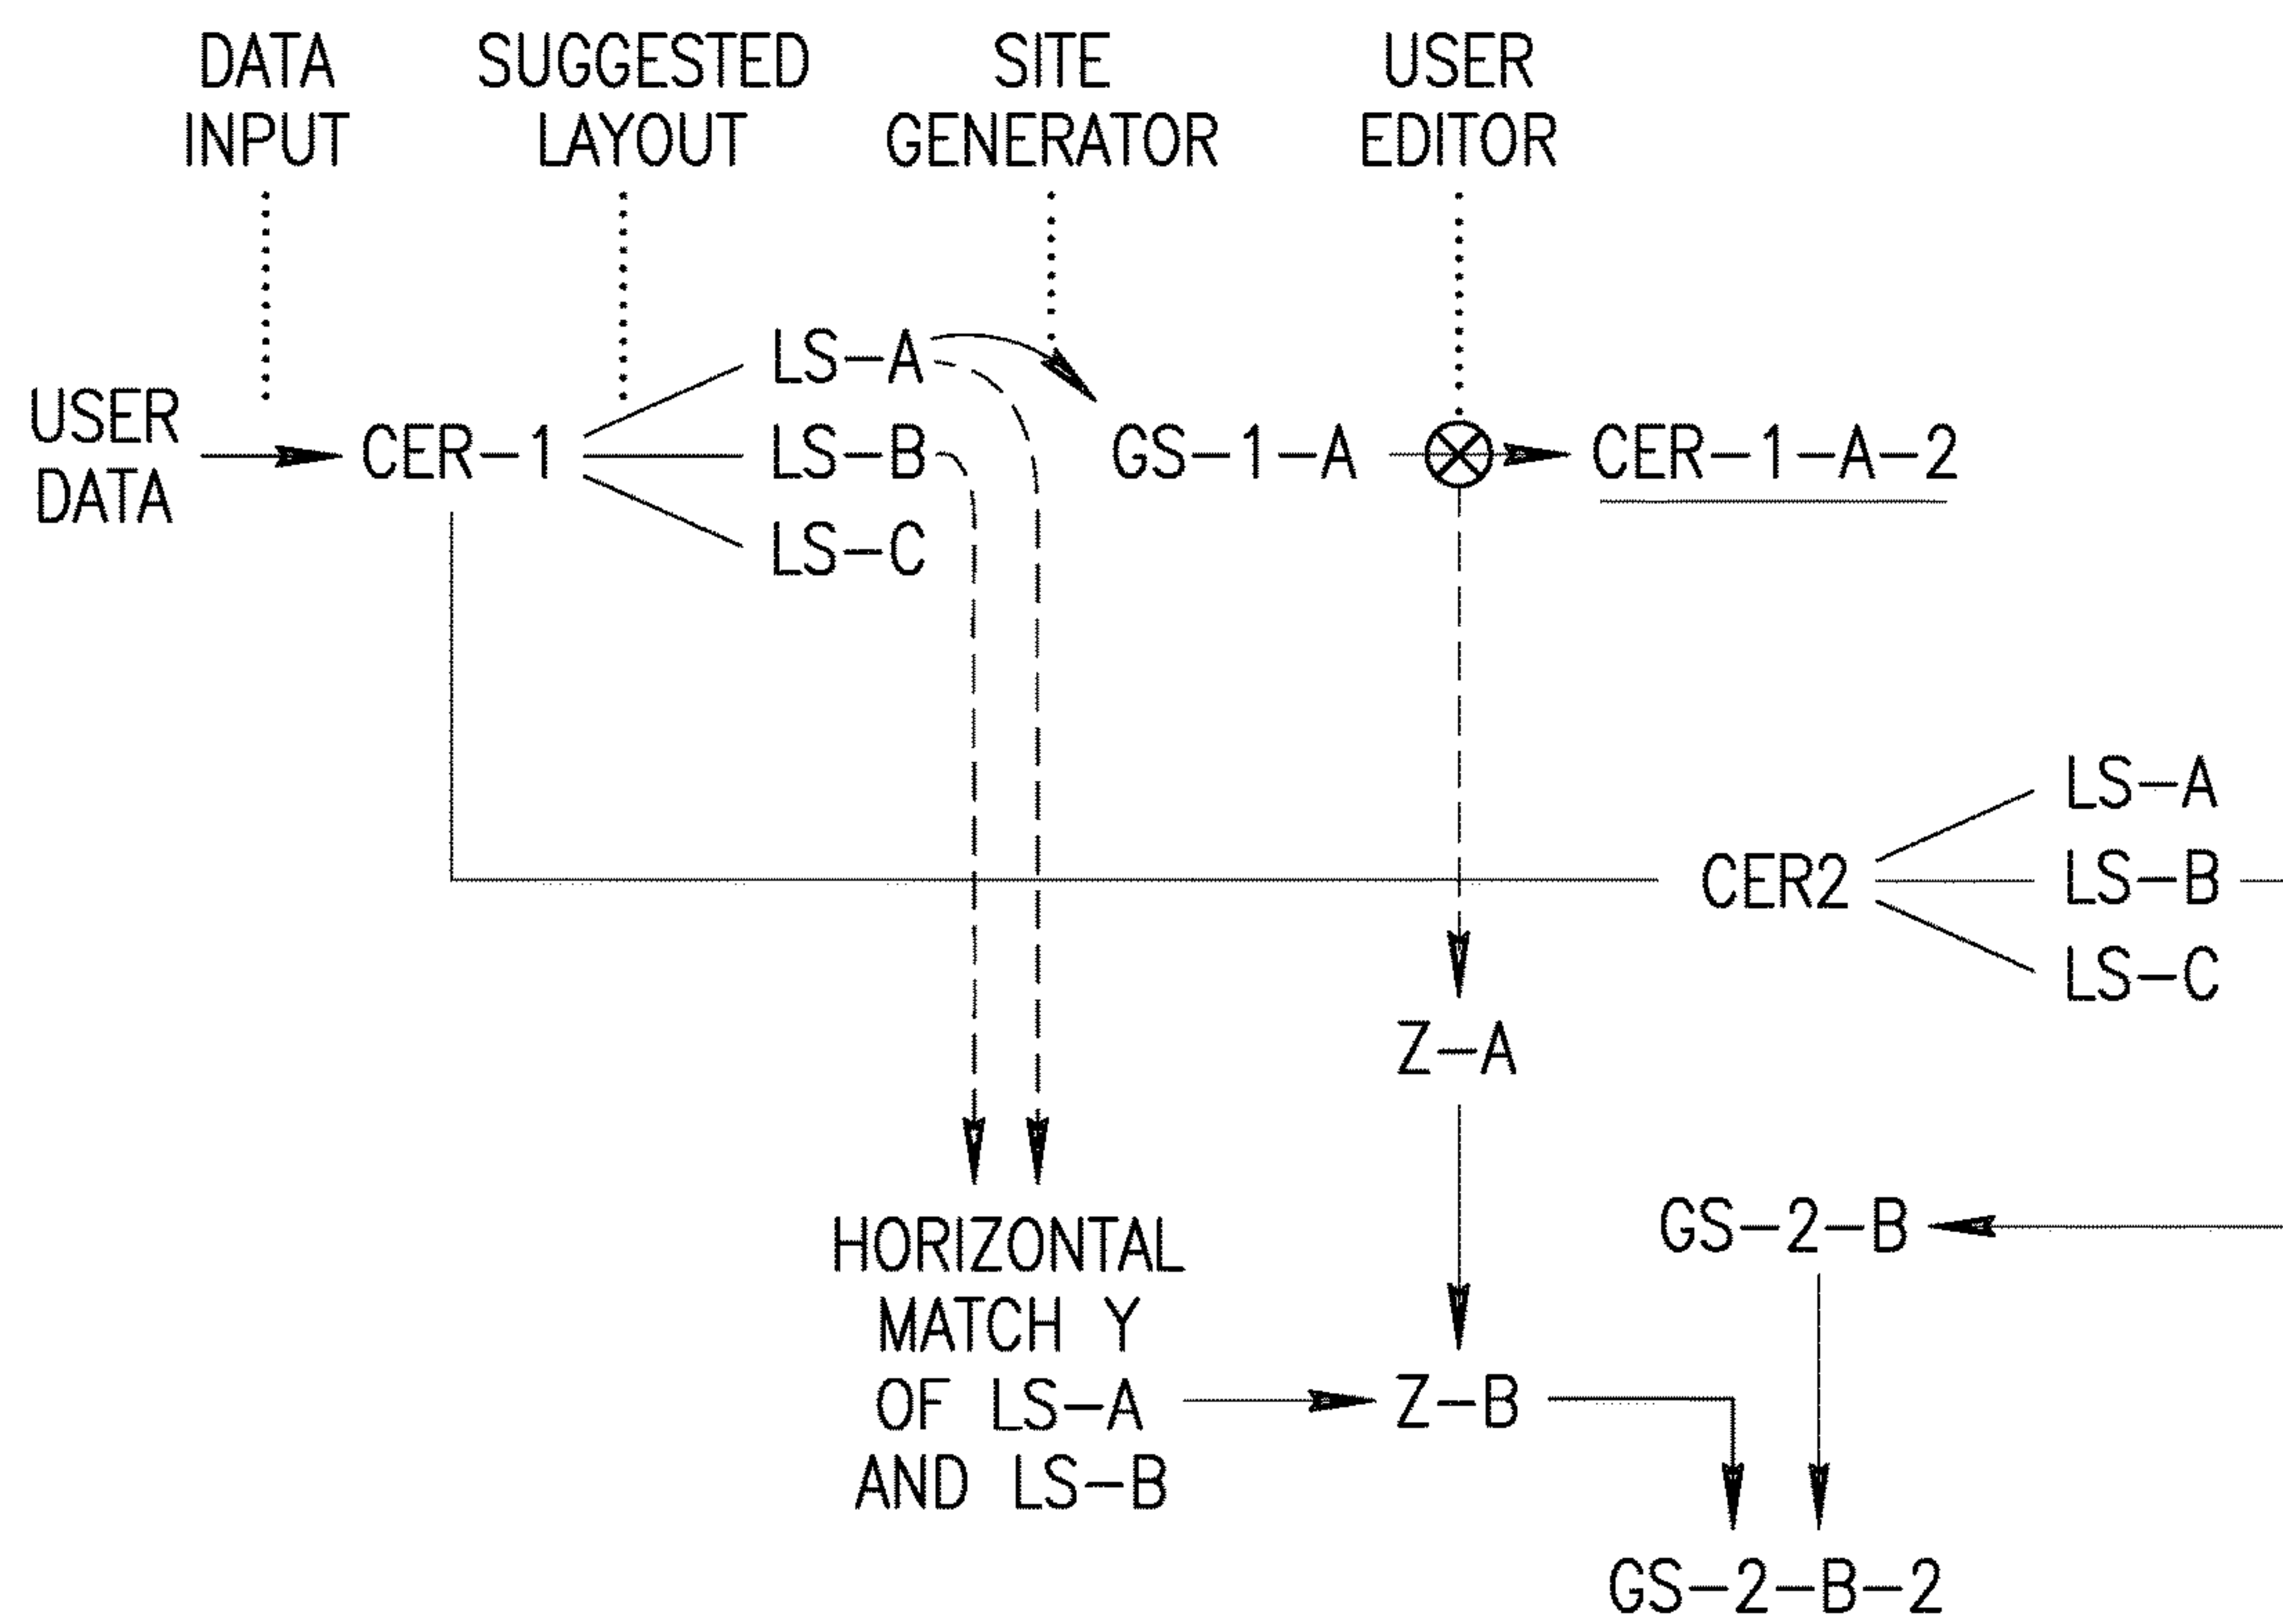 DATA
INPUT
SUGGESTED
LAYOUT
SITE
GENERATOR
USER
EDITOR
USER
DATA
CER-1
LS-A
LS-B
LS-C
GS-1-A
CER-1-A-2
CER2
LS-A
LS-B
LS-C
Z-A
HORIZONTAL
MATCH Y
OF LS-A
AND LS-B
Z-B
GS-2-B
GS-2-B-2